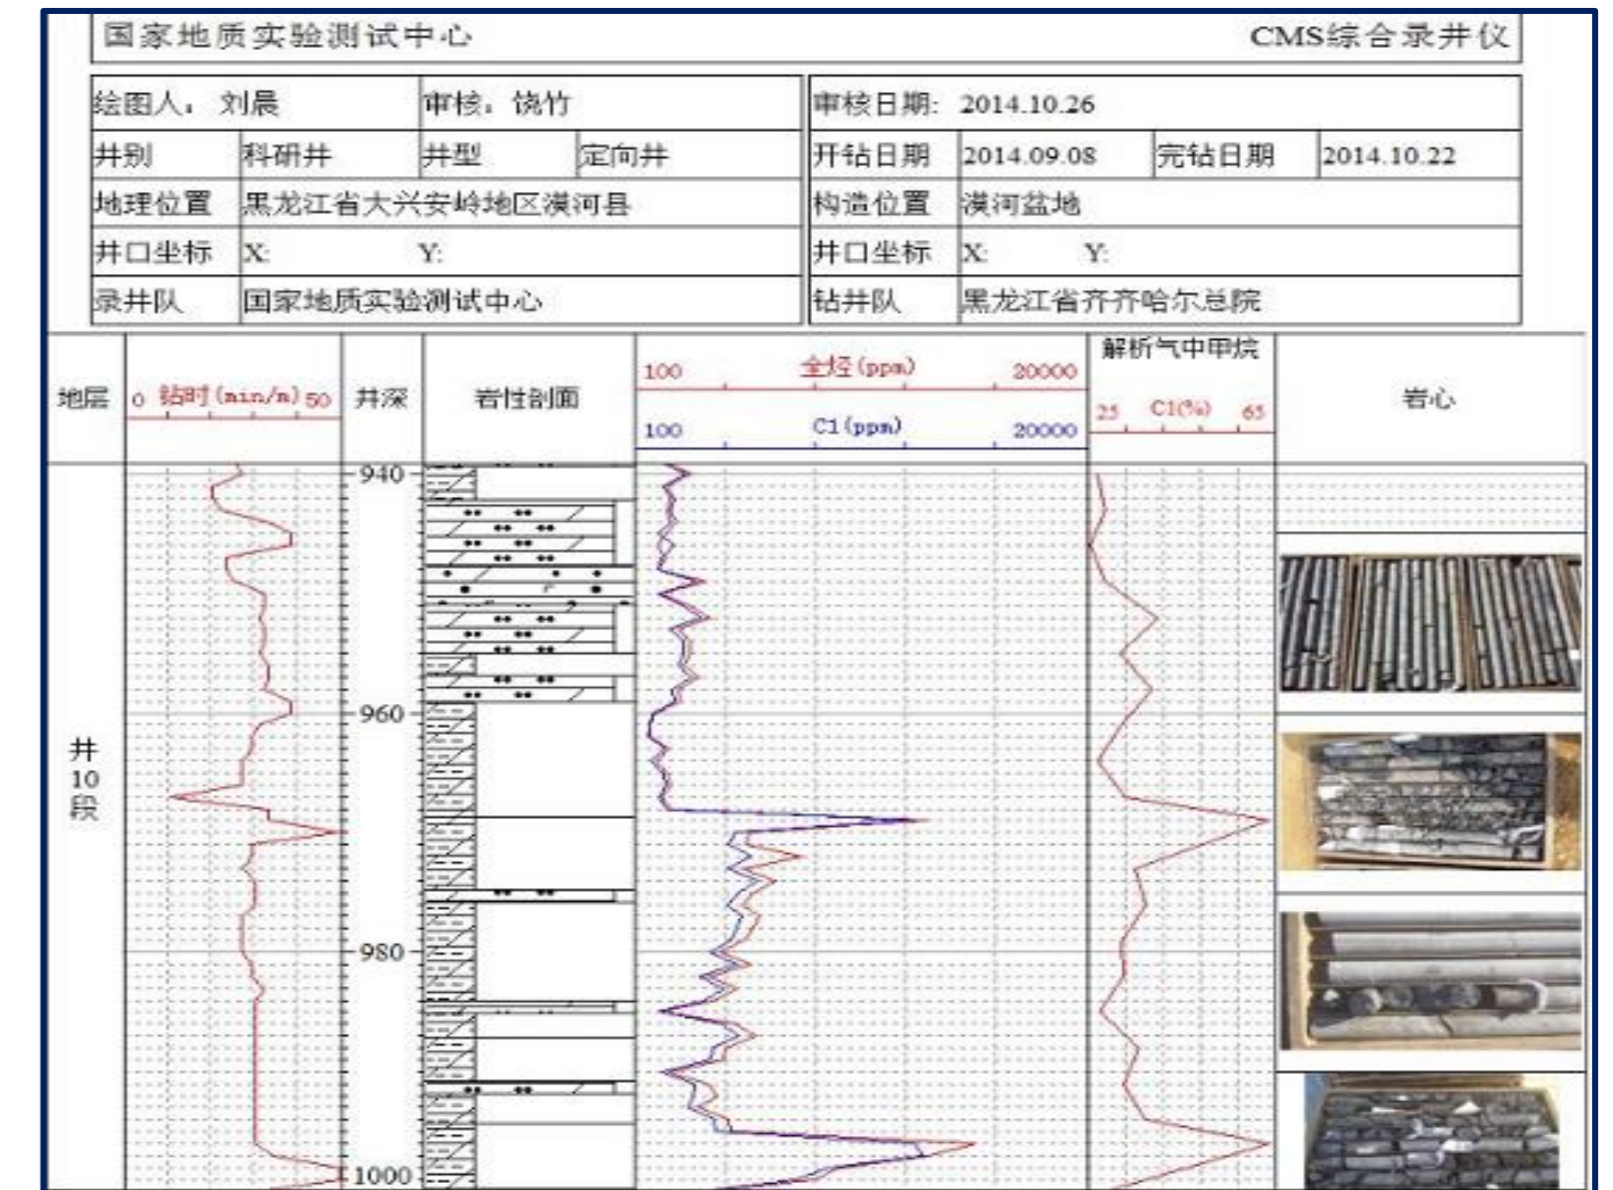 国家地质实验测试中心 CMS综合录井仪
绘图人： 刘晨 审核： 饶竹 审核日期: 2014.10.26
井别 科研井 井型 定向井 开钻日期 2014.09.08 完钻日期 2014.10.22
地理位置 黑龙江省大兴安岭地区漠河县 构造位置 漠河盆地
井口坐标 X: Y: 井口坐标 X: Y:
录井队 国家地质实验测试中心 钻井队 黑龙江省齐齐哈尔总院
地层 0 钻时(min/m) 50 井深 岩性剖面 100 全烃(ppm) 20000 解析气中甲烷 岩心
100 C1(ppm) 20000 25 C1(%) 65
940
960
井
10
段
980
1000